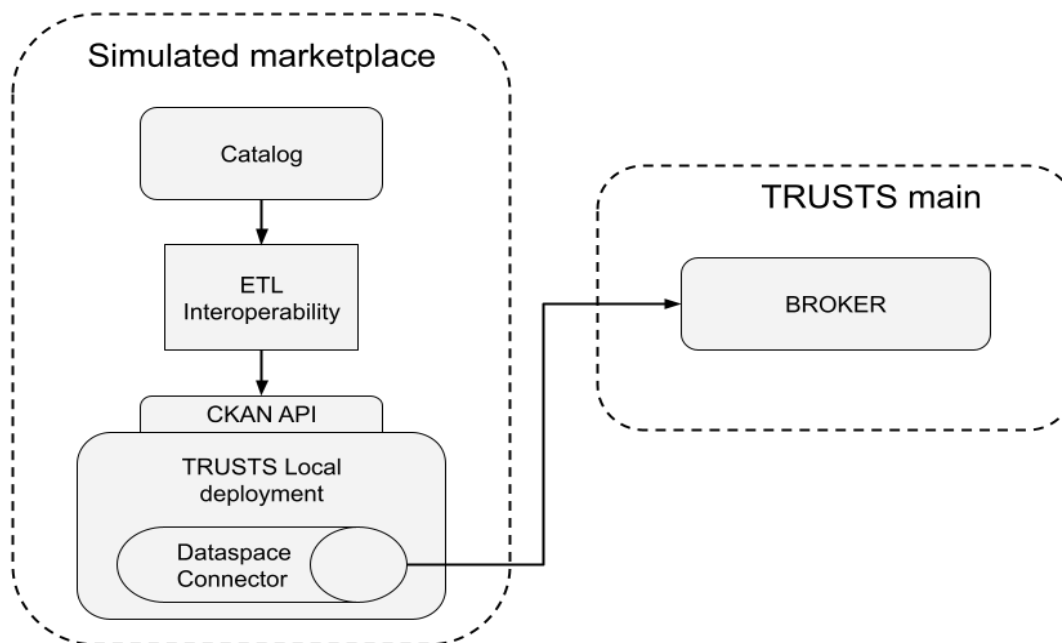 Simulated marketplace
Catalog
ETL
Interoperability
CKAN API
TRUSTS Local
deployment
Dataspace
Connector
TRUSTS main
BROKER